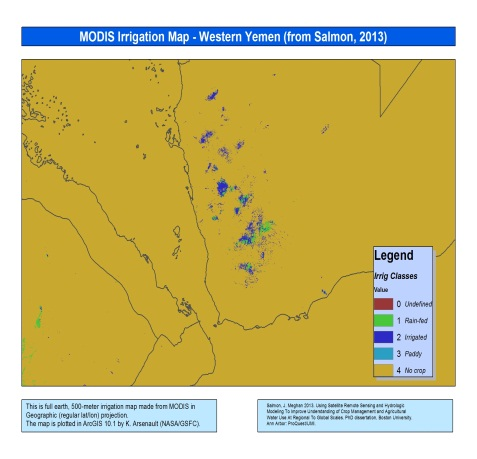 MODIS Irrigation Map - Western Yemen (from Salmon, 2013)
Legend
Irrig Classes
Value
0 Undefined
1 Rain-fed
2 Irrigated
3 Paddy
4 No crop
This is full earth, 500-meter irrigation map made from MODIS in
Geographic (regular lat/lon) projection.
The map is plotted in ArcGIS 10.1 by K. Arsenault (NASA/GSFC).
Salmon, J. Meghan 2013. Using Satellite Remote Sensing and Hydrologic
Modeling To Improve Understanding of Crop Management and Agricultural
Water Use At Regional To Global Scales. PhD dissertation, Boston University,
Ann Arbor: ProQuest/UMI.